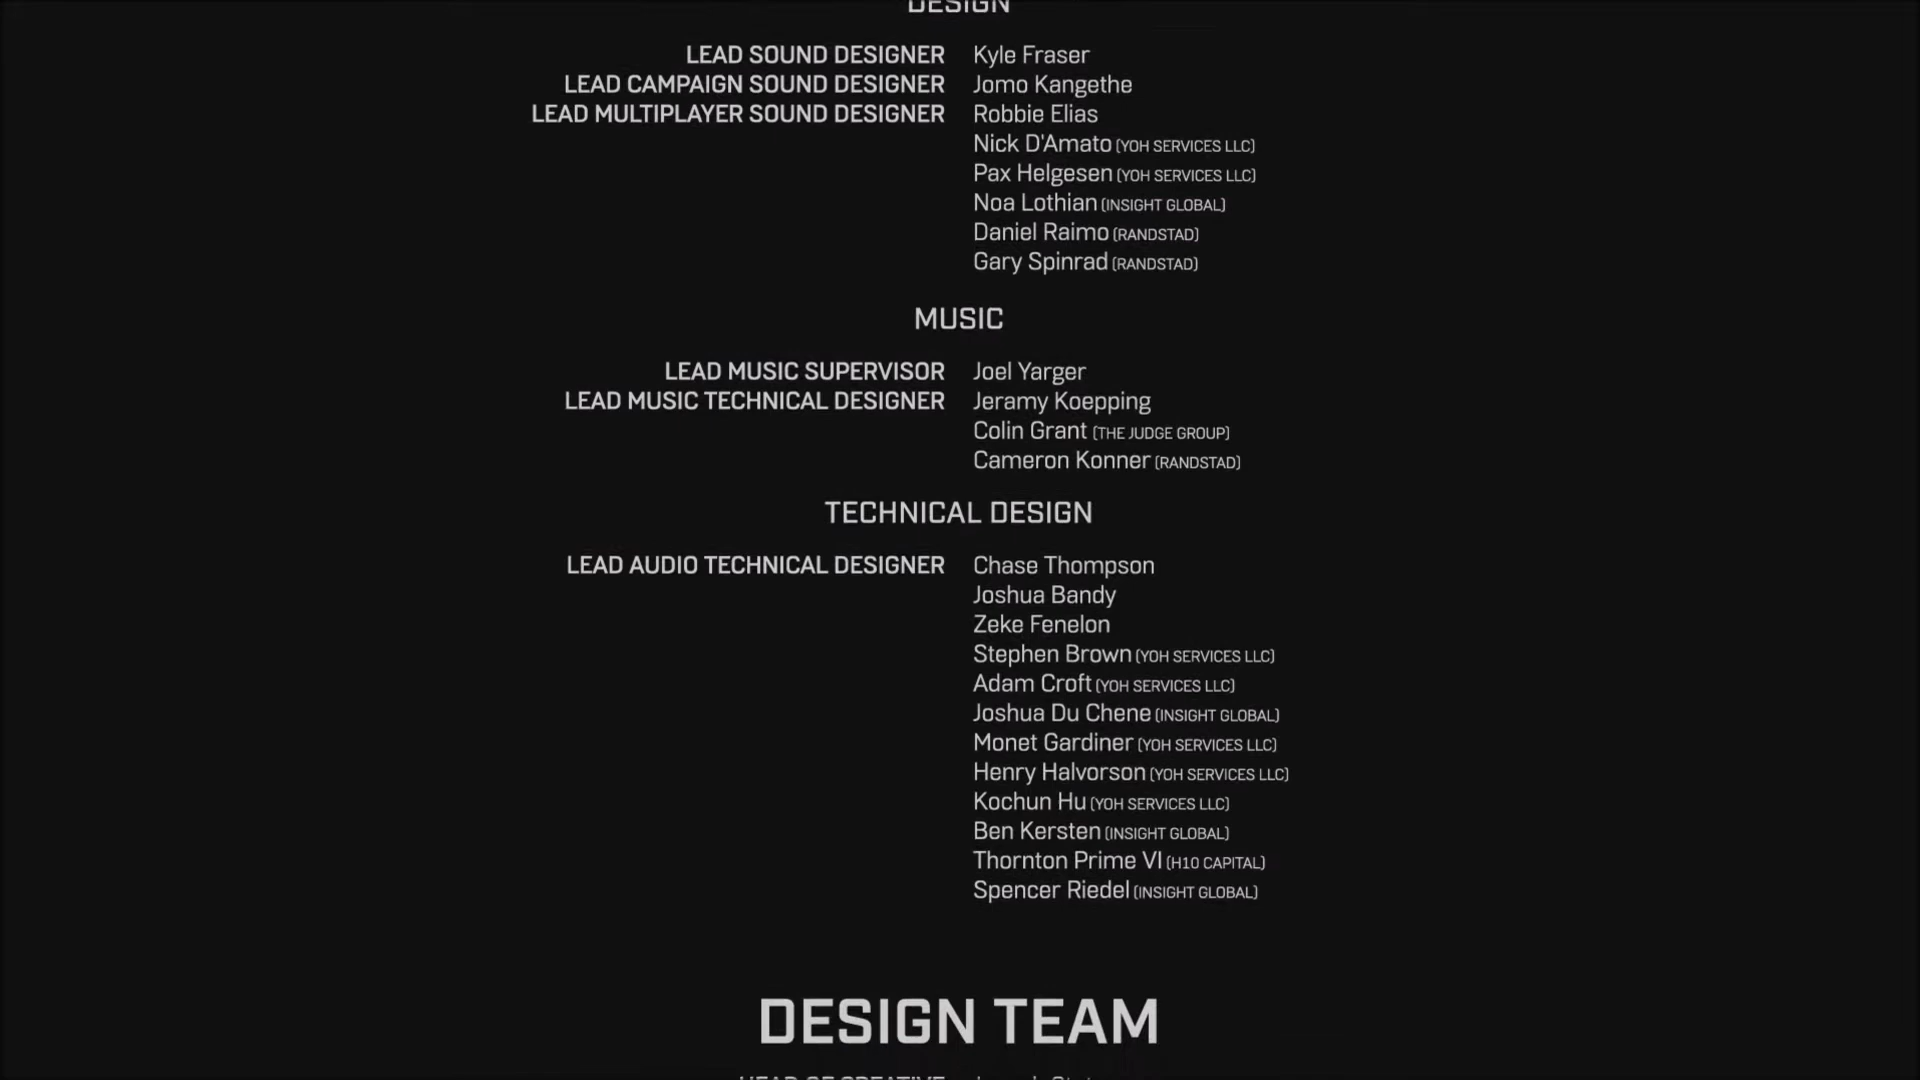 DESIGN
LEAD SOUND DESIGNER Kyle Fraser
LEAD CAMPAIGN SOUND DESIGNER Jomo Kangethe
LEAD MULTIPLAYER SOUND DESIGNER Robbie Elias
Nick D'Amato (YOH SERVICES LLC)
Pax Helgesen (YOH SERVICES LLC)
Noa Lothian (INSIGHT GLOBAL)
Daniel Raimo (RANDSTAD)
Gary Spinrad (RANDSTAD)
MUSIC
LEAD MUSIC SUPERVISOR Joel Yarger
LEAD MUSIC TECHNICAL DESIGNER Jeramy Koepping
Colin Grant (THE JUDGE GROUP)
Cameron Konner (RANDSTAD)
TECHNICAL DESIGN
LEAD AUDIO TECHNICAL DESIGNER Chase Thompson
Joshua Bandy
Zeke Fenelon
Stephen Brown (YOH SERVICES LLC)
Adam Croft (YOH SERVICES LLC)
Joshua Du Chene (INSIGHT GLOBAL)
Monet Gardiner (YOH SERVICES LLC)
Henry Halvorson (YOH SERVICES LLC)
Kochun Hu (YOH SERVICES LLC)
Ben Kersten (INSIGHT GLOBAL)
Thornton Prime VI (H10 CAPITAL)
Spencer Riedel (INSIGHT GLOBAL)
DESIGN TEAM
HEAD OF CREATIVE